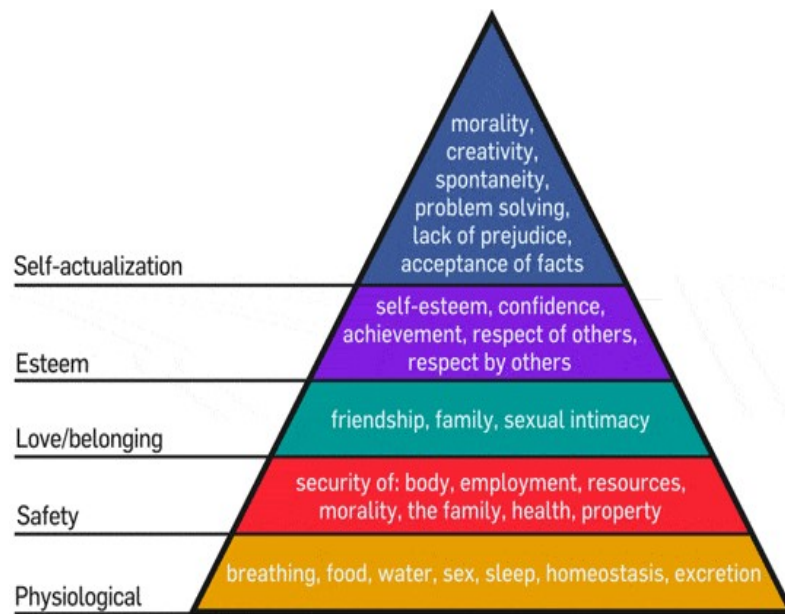 morality,
creativity,
spontaneity,
problem solving,
lack of prejudice,
acceptance of facts
Self-actualization
self-esteem, confidence,
achievement, respect of others,
respect by others
Esteem
friendship, family, sexual intimacy
Love/belonging
security of: body, employment, resources,
morality, the family, health, property
Safety
breathing, food, water, sex, sleep, homeostasis, excretion
Physiological